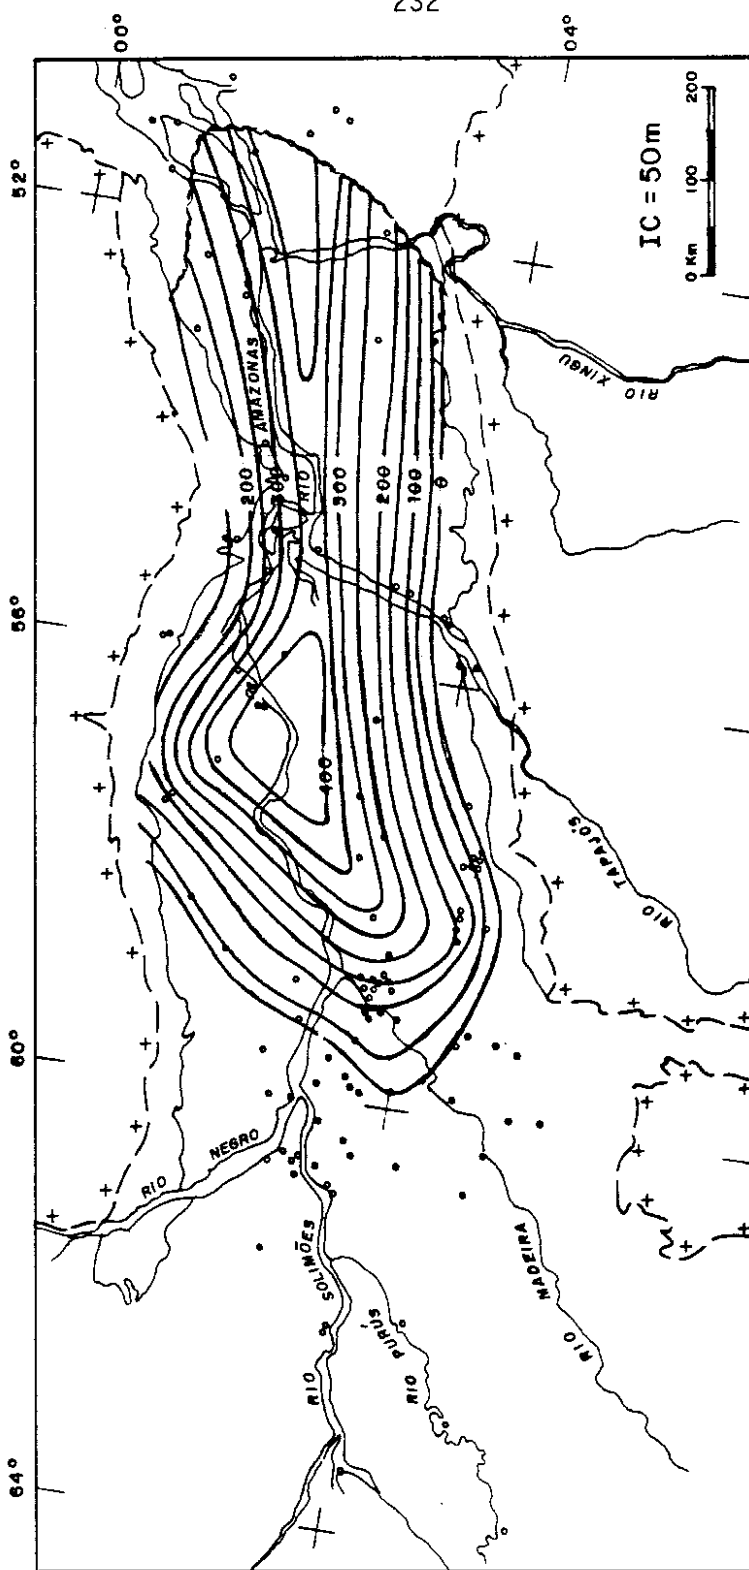 232
00°
04°
52°
56°
60°
64°
IC = 50m
0 Km 100 200
AMAZONAS
RIO
200
300
300
200
100
0
400
RIO
XINGU
RIO
TAPAJÓS
RIO
NEGRO
RIO
SOLIMÕES
RIO
PURÚS
RIO
MADEIRA